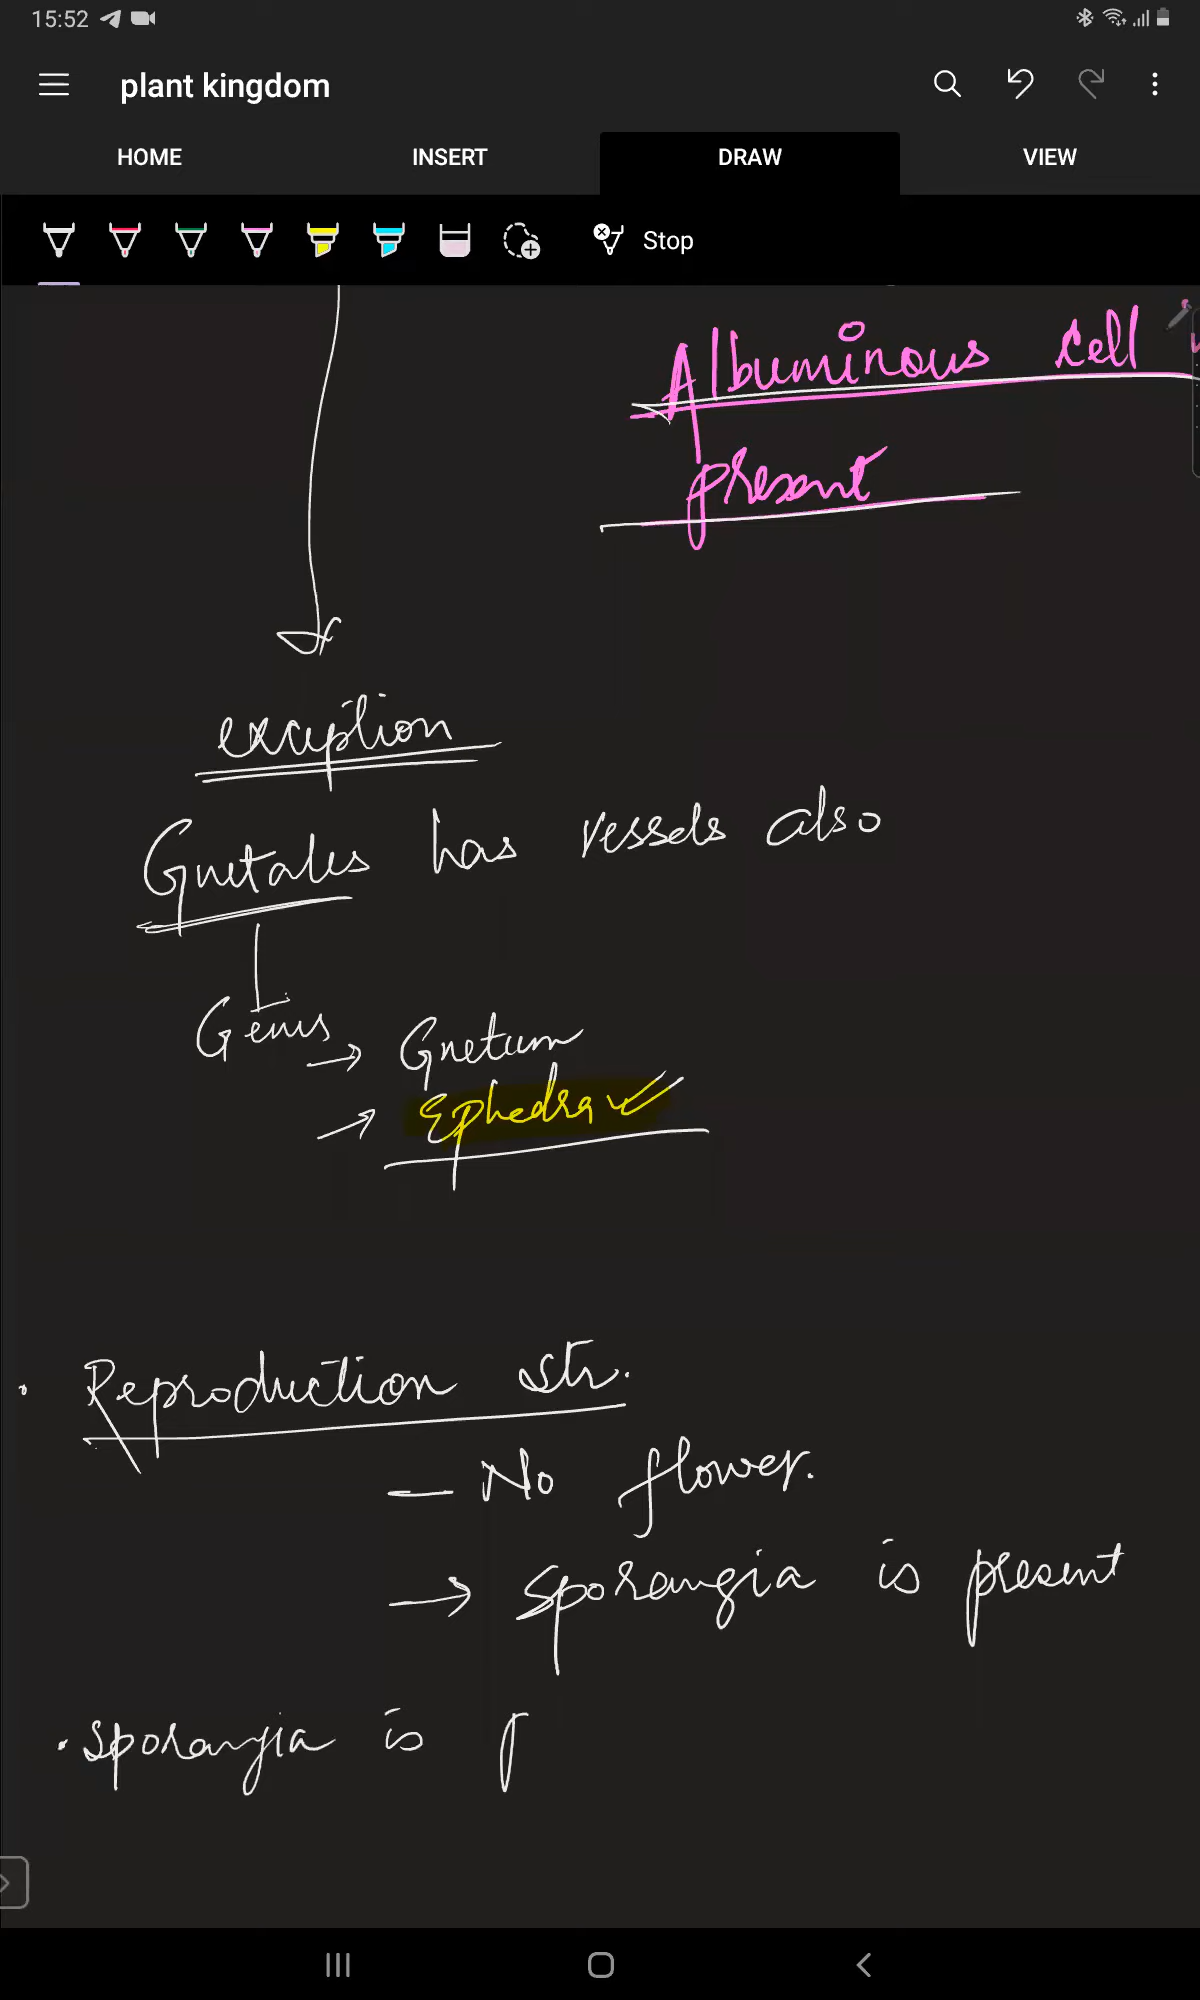 15:52
plant kingdom
HOME INSERT DRAW VIEW
Stop
Albuminous cell
present
exception
Gnetales has vessels also
Genus → Gnetum
→ Ephedra
• Reproduction str.
— No flower.
→ Sporangia is present
• Sporangia is p